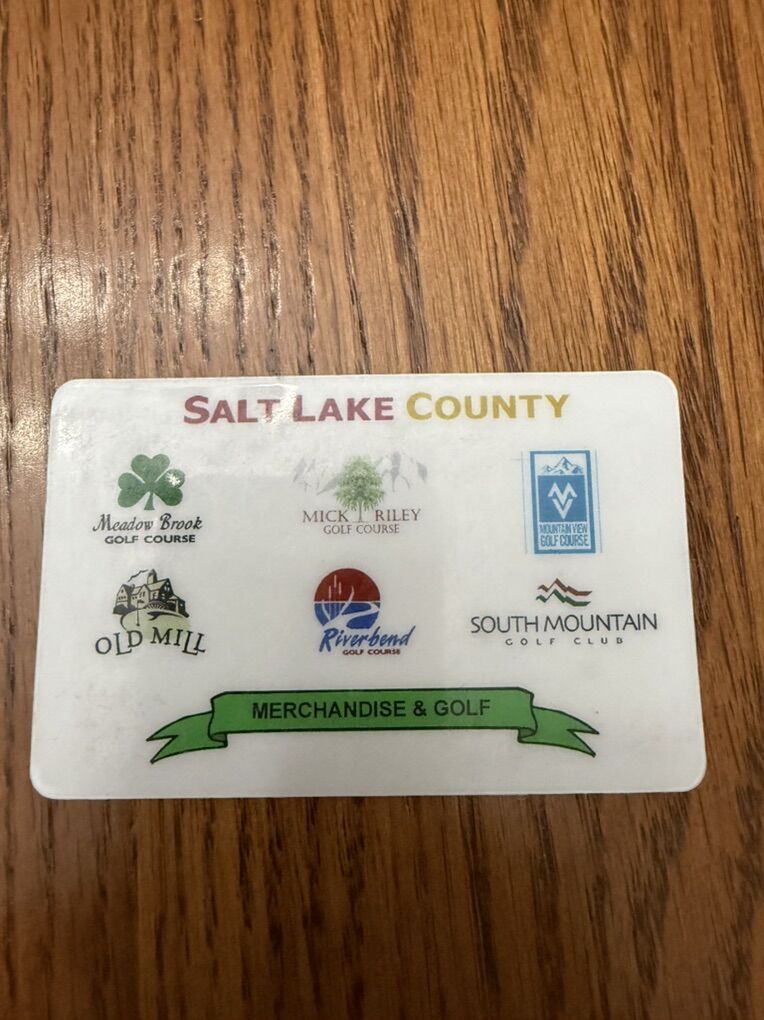 SALT LAKE COUNTY
Meadow Brook
GOLF COURSE
MICK RILEY
GOLF COURSE
MOUNTAIN VIEW
GOLF COURSE
OLD MILL
Riverbend
GOLF COURSE
SOUTH MOUNTAIN
GOLF CLUB
MERCHANDISE & GOLF